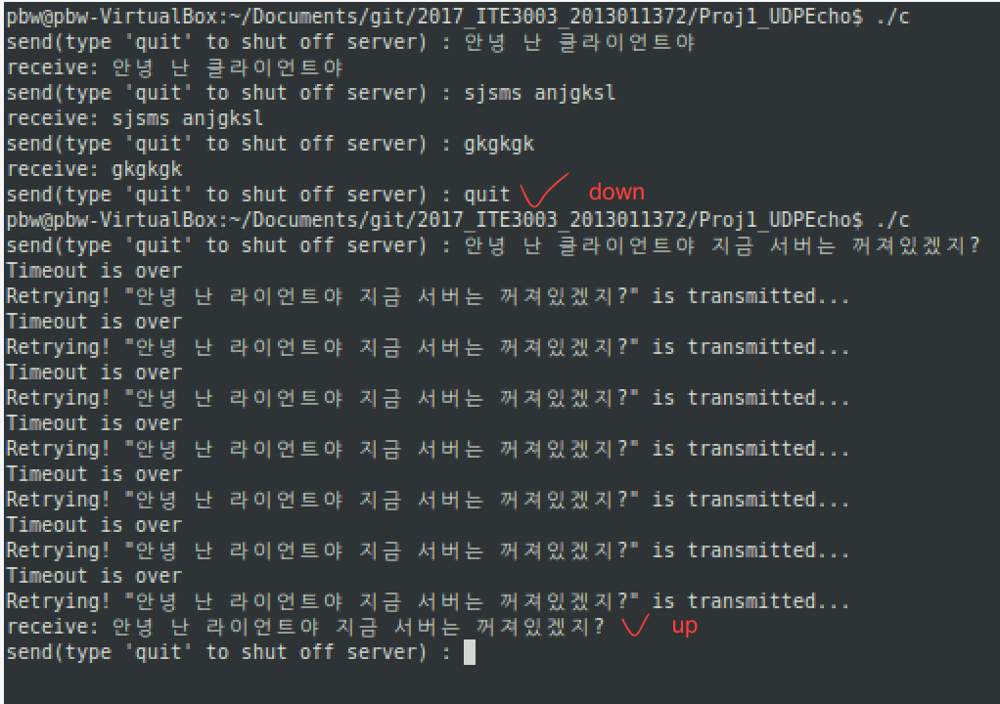 pbw@pbw-VirtualBox:~/Documents/git/2017_ITE3003_2013011372/Proj1_UDPEcho$ ./c
send(type 'quit' to shut off server) : 안녕 난 클라이언트야
receive: 안녕 난 클라이언트야
send(type 'quit' to shut off server) : sjsms anjgksl
receive: sjsms anjgksl
send(type 'quit' to shut off server) : gkgkgk
receive: gkgkgk
send(type 'quit' to shut off server) : quit down
pbw@pbw-VirtualBox:~/Documents/git/2017_ITE3003_2013011372/Proj1_UDPEcho$ ./c
send(type 'quit' to shut off server) : 안녕 난 클라이언트야 지금 서버는 꺼져있겠지?
Timeout is over
Retrying! "안녕 난 라이언트야 지금 서버는 꺼져있겠지?" is transmitted...
Timeout is over
Retrying! "안녕 난 라이언트야 지금 서버는 꺼져있겠지?" is transmitted...
Timeout is over
Retrying! "안녕 난 라이언트야 지금 서버는 꺼져있겠지?" is transmitted...
Timeout is over
Retrying! "안녕 난 라이언트야 지금 서버는 꺼져있겠지?" is transmitted...
Timeout is over
Retrying! "안녕 난 라이언트야 지금 서버는 꺼져있겠지?" is transmitted...
Timeout is over
Retrying! "안녕 난 라이언트야 지금 서버는 꺼져있겠지?" is transmitted...
Timeout is over
Retrying! "안녕 난 라이언트야 지금 서버는 꺼져있겠지?" is transmitted...
receive: 안녕 난 라이언트야 지금 서버는 꺼져있겠지? up
send(type 'quit' to shut off server) :